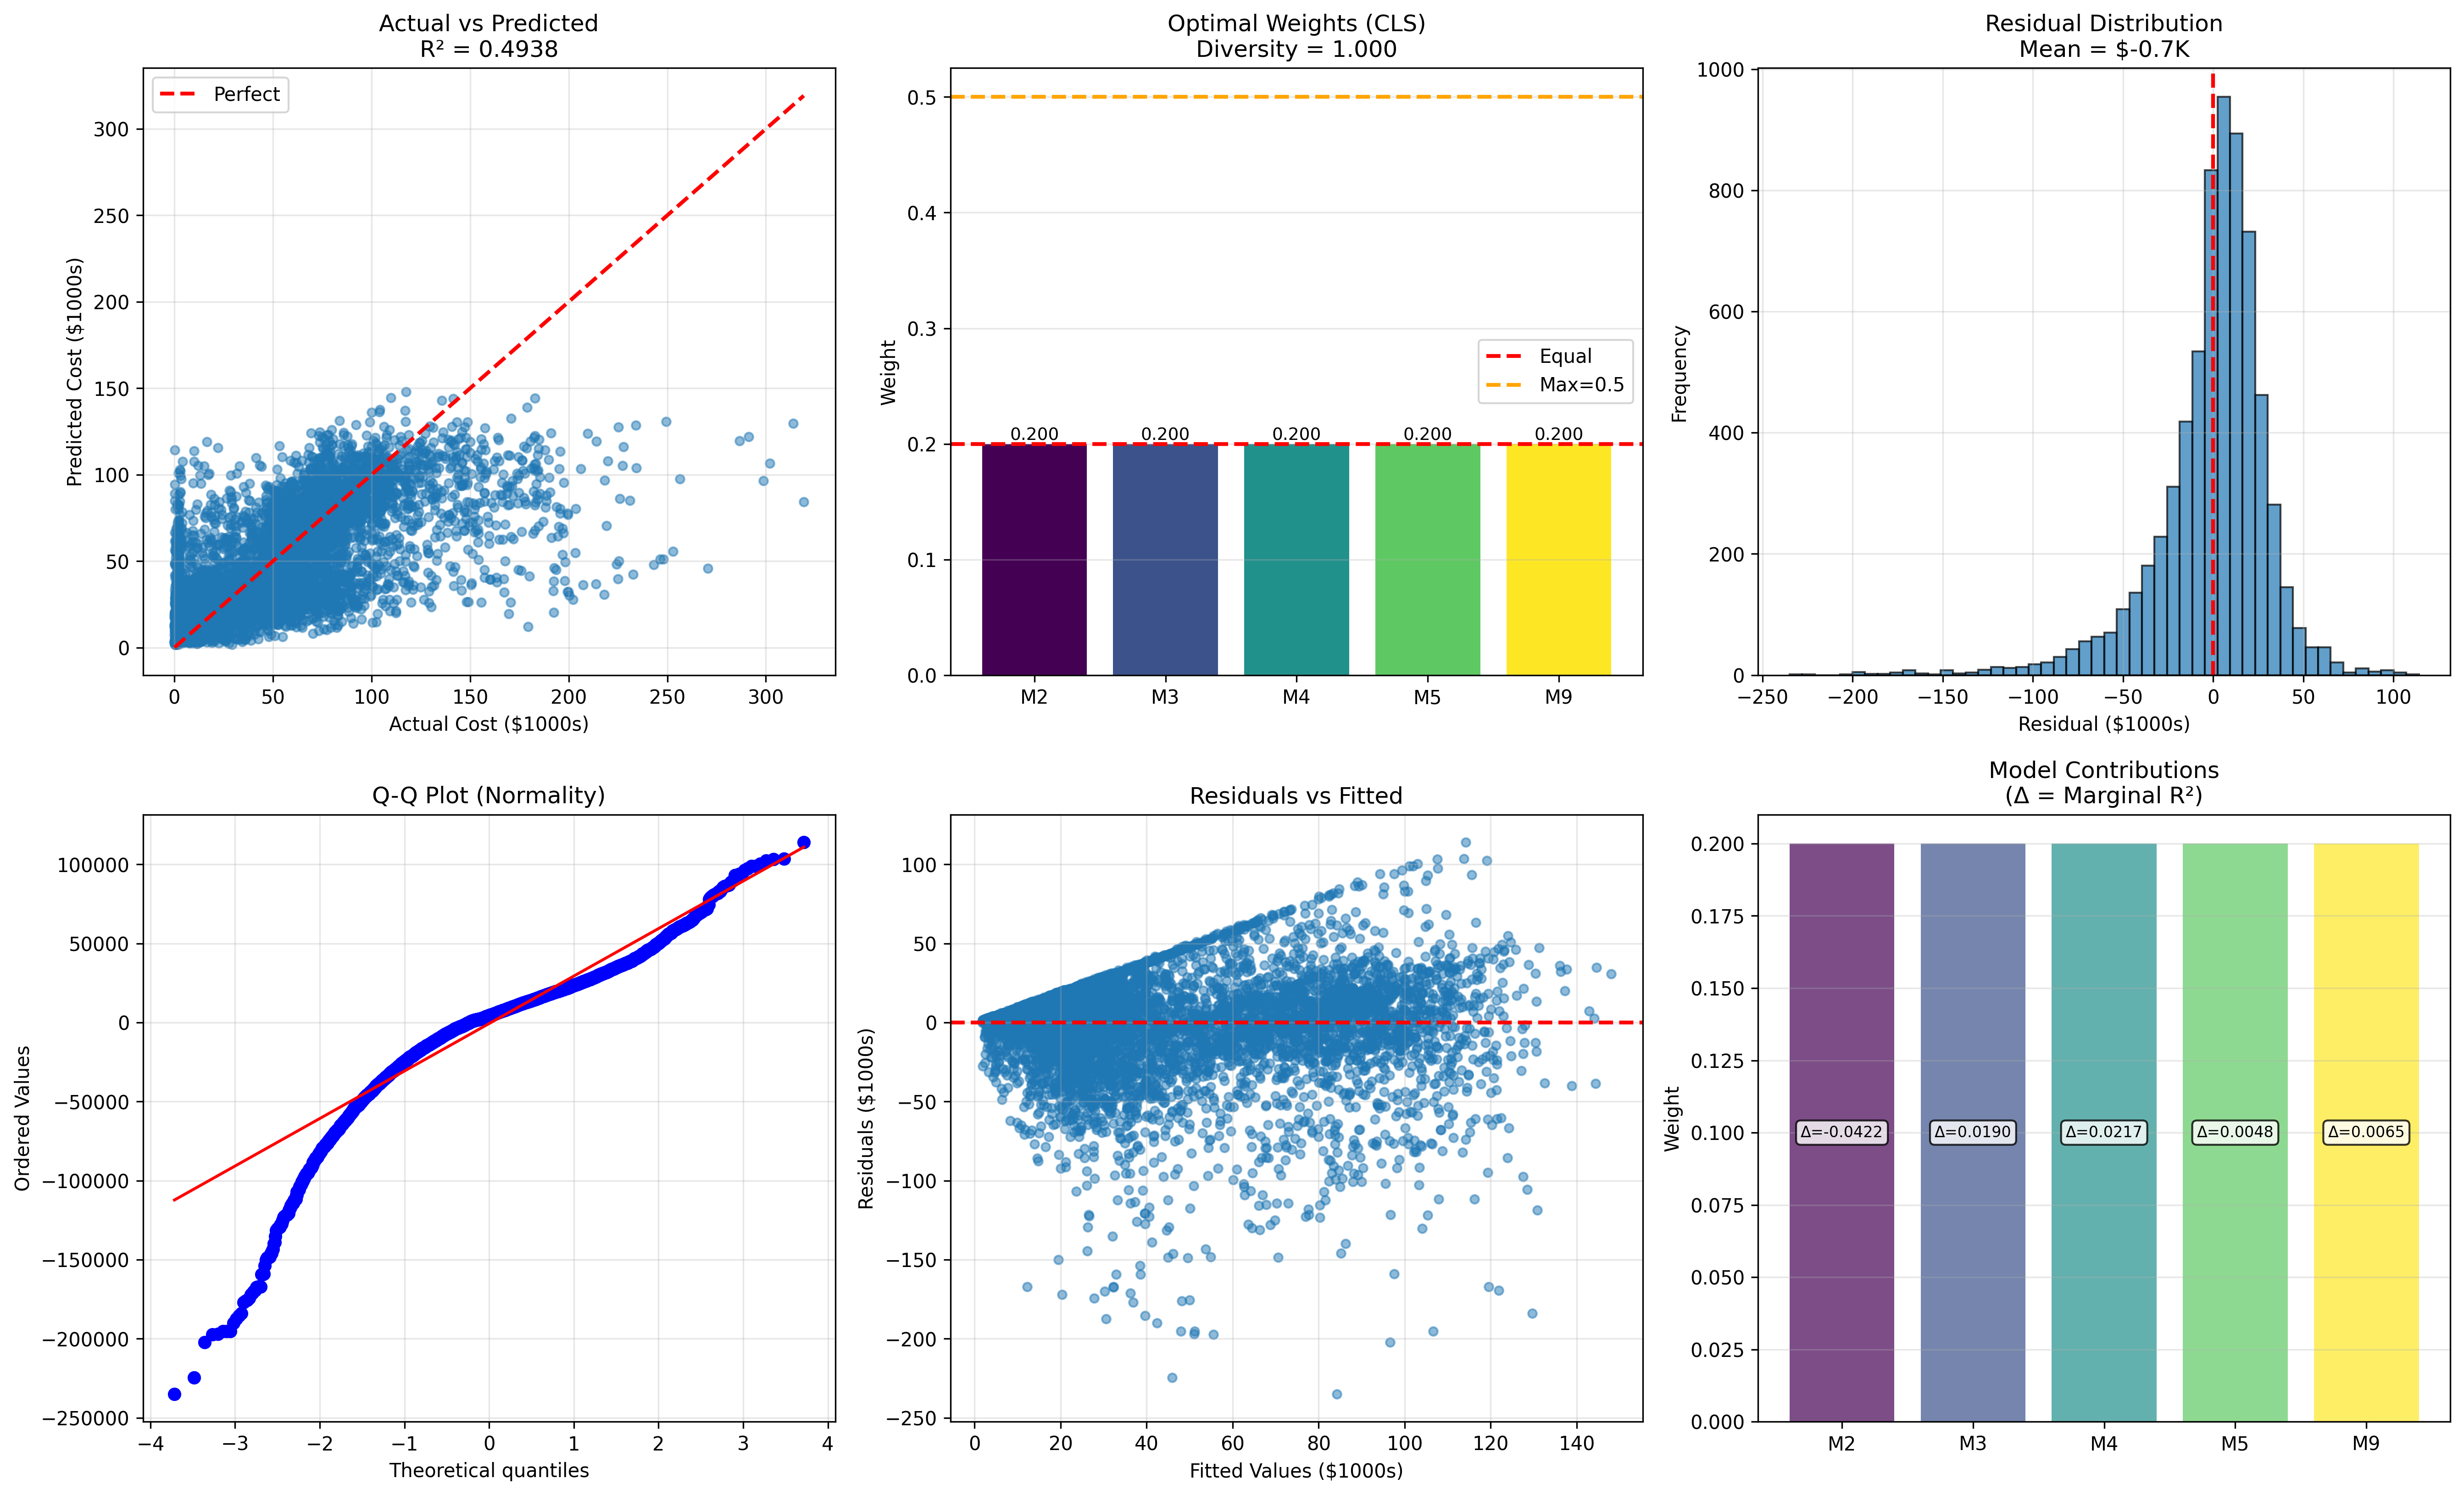 Actual vs Predicted
R² = 0.4938
Perfect
Predicted Cost ($1000s)
300
250
200
150
100
50
0
0 50 100 150 200 250 300
Actual Cost ($1000s)
Optimal Weights (CLS)
Diversity = 1.000
Weight
0.5
0.4
0.3
0.2
0.1
0.0
Equal
Max=0.5
0.200 0.200 0.200 0.200 0.200
M2 M3 M4 M5 M9
Residual Distribution
Mean = $-0.7K
Frequency
1000
800
600
400
200
0
−250 −200 −150 −100 −50 0 50 100
Residual ($1000s)
Q-Q Plot (Normality)
Ordered Values
100000
50000
0
−50000
−100000
−150000
−200000
−250000
−4 −3 −2 −1 0 1 2 3 4
Theoretical quantiles
Residuals vs Fitted
Residuals ($1000s)
100
50
0
−50
−100
−150
−200
−250
0 20 40 60 80 100 120 140
Fitted Values ($1000s)
Model Contributions
(Δ = Marginal R²)
Weight
0.200
0.175
0.150
0.125
0.100
0.075
0.050
0.025
0.000
Δ=-0.0422 Δ=0.0190 Δ=0.0217 Δ=0.0048 Δ=0.0065
M2 M3 M4 M5 M9